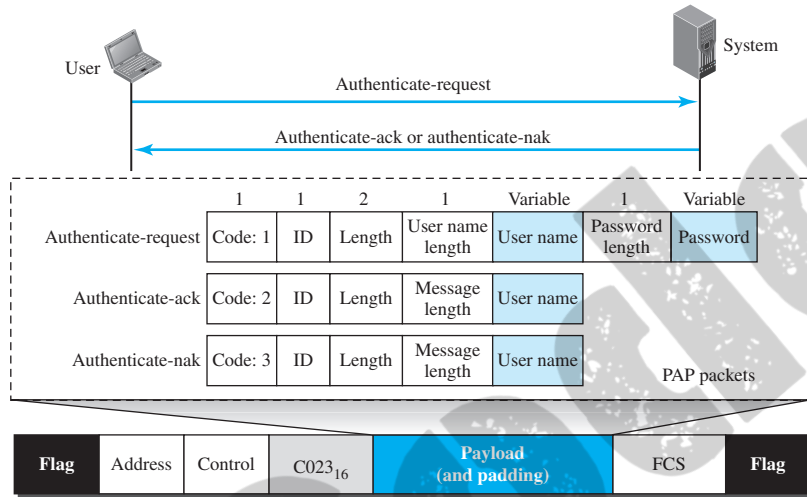 User
System
Authenticate-request
Authenticate-ack or authenticate-nak
1 1 2 1 Variable 1 Variable
Authenticate-request Code: 1 ID Length User name length User name Password length Password
Authenticate-ack Code: 2 ID Length Message length User name
Authenticate-nak Code: 3 ID Length Message length User name
PAP packets
Flag Address Control C023₁₆ Payload (and padding) FCS Flag